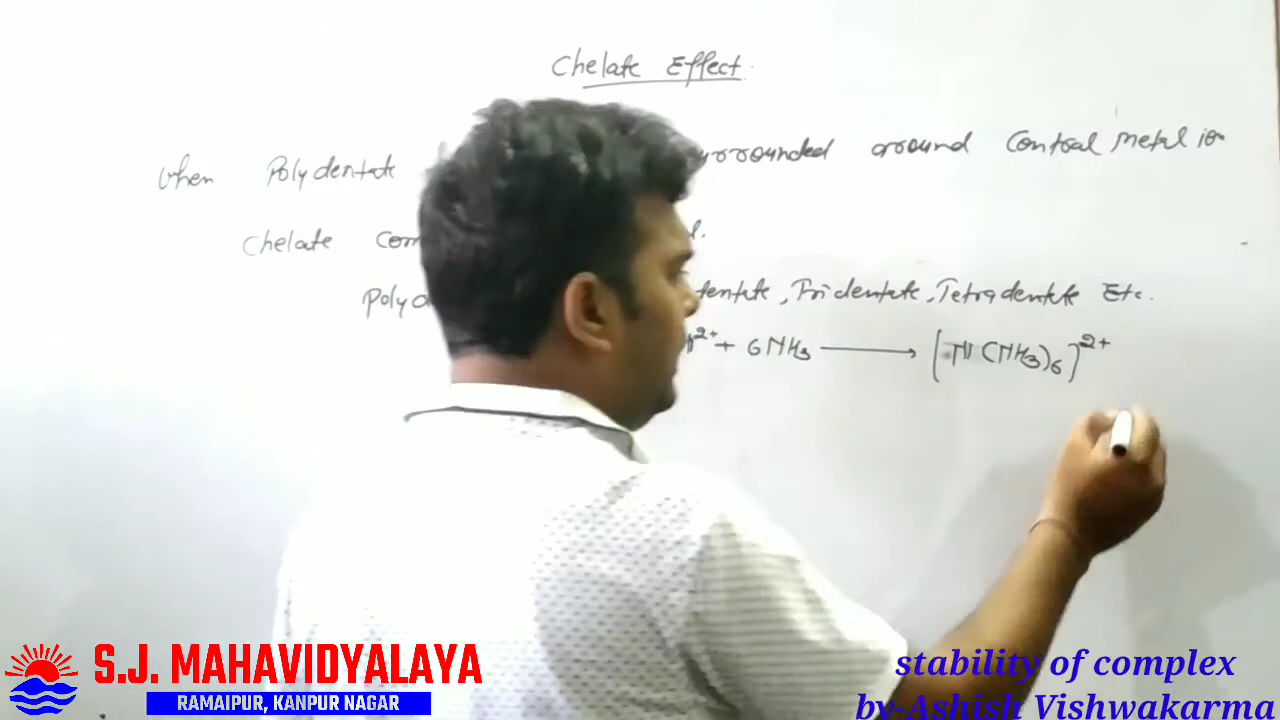 Chelate Effect
When Polydentate surrounded around Central Metal ion
Chelate com
Poly dentate, Tridentate, Tetradentate Etc.
2+ + 6NH3 ⟶ [Ni(NH3)6]2+
S.J. MAHAVIDYALAYA
RAMAIPUR, KANPUR NAGAR
stability of complex
by-Ashish Vishwakarma